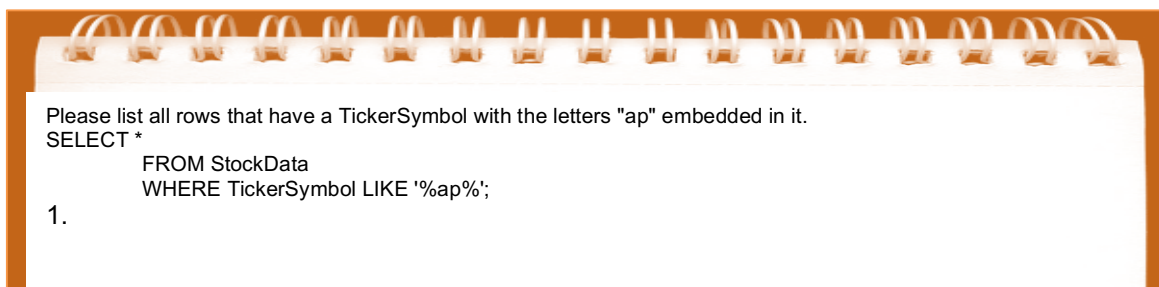 Please list all rows that have a TickerSymbol with the letters "ap" embedded in it.
SELECT *
FROM StockData
WHERE TickerSymbol LIKE '%ap%';
1.